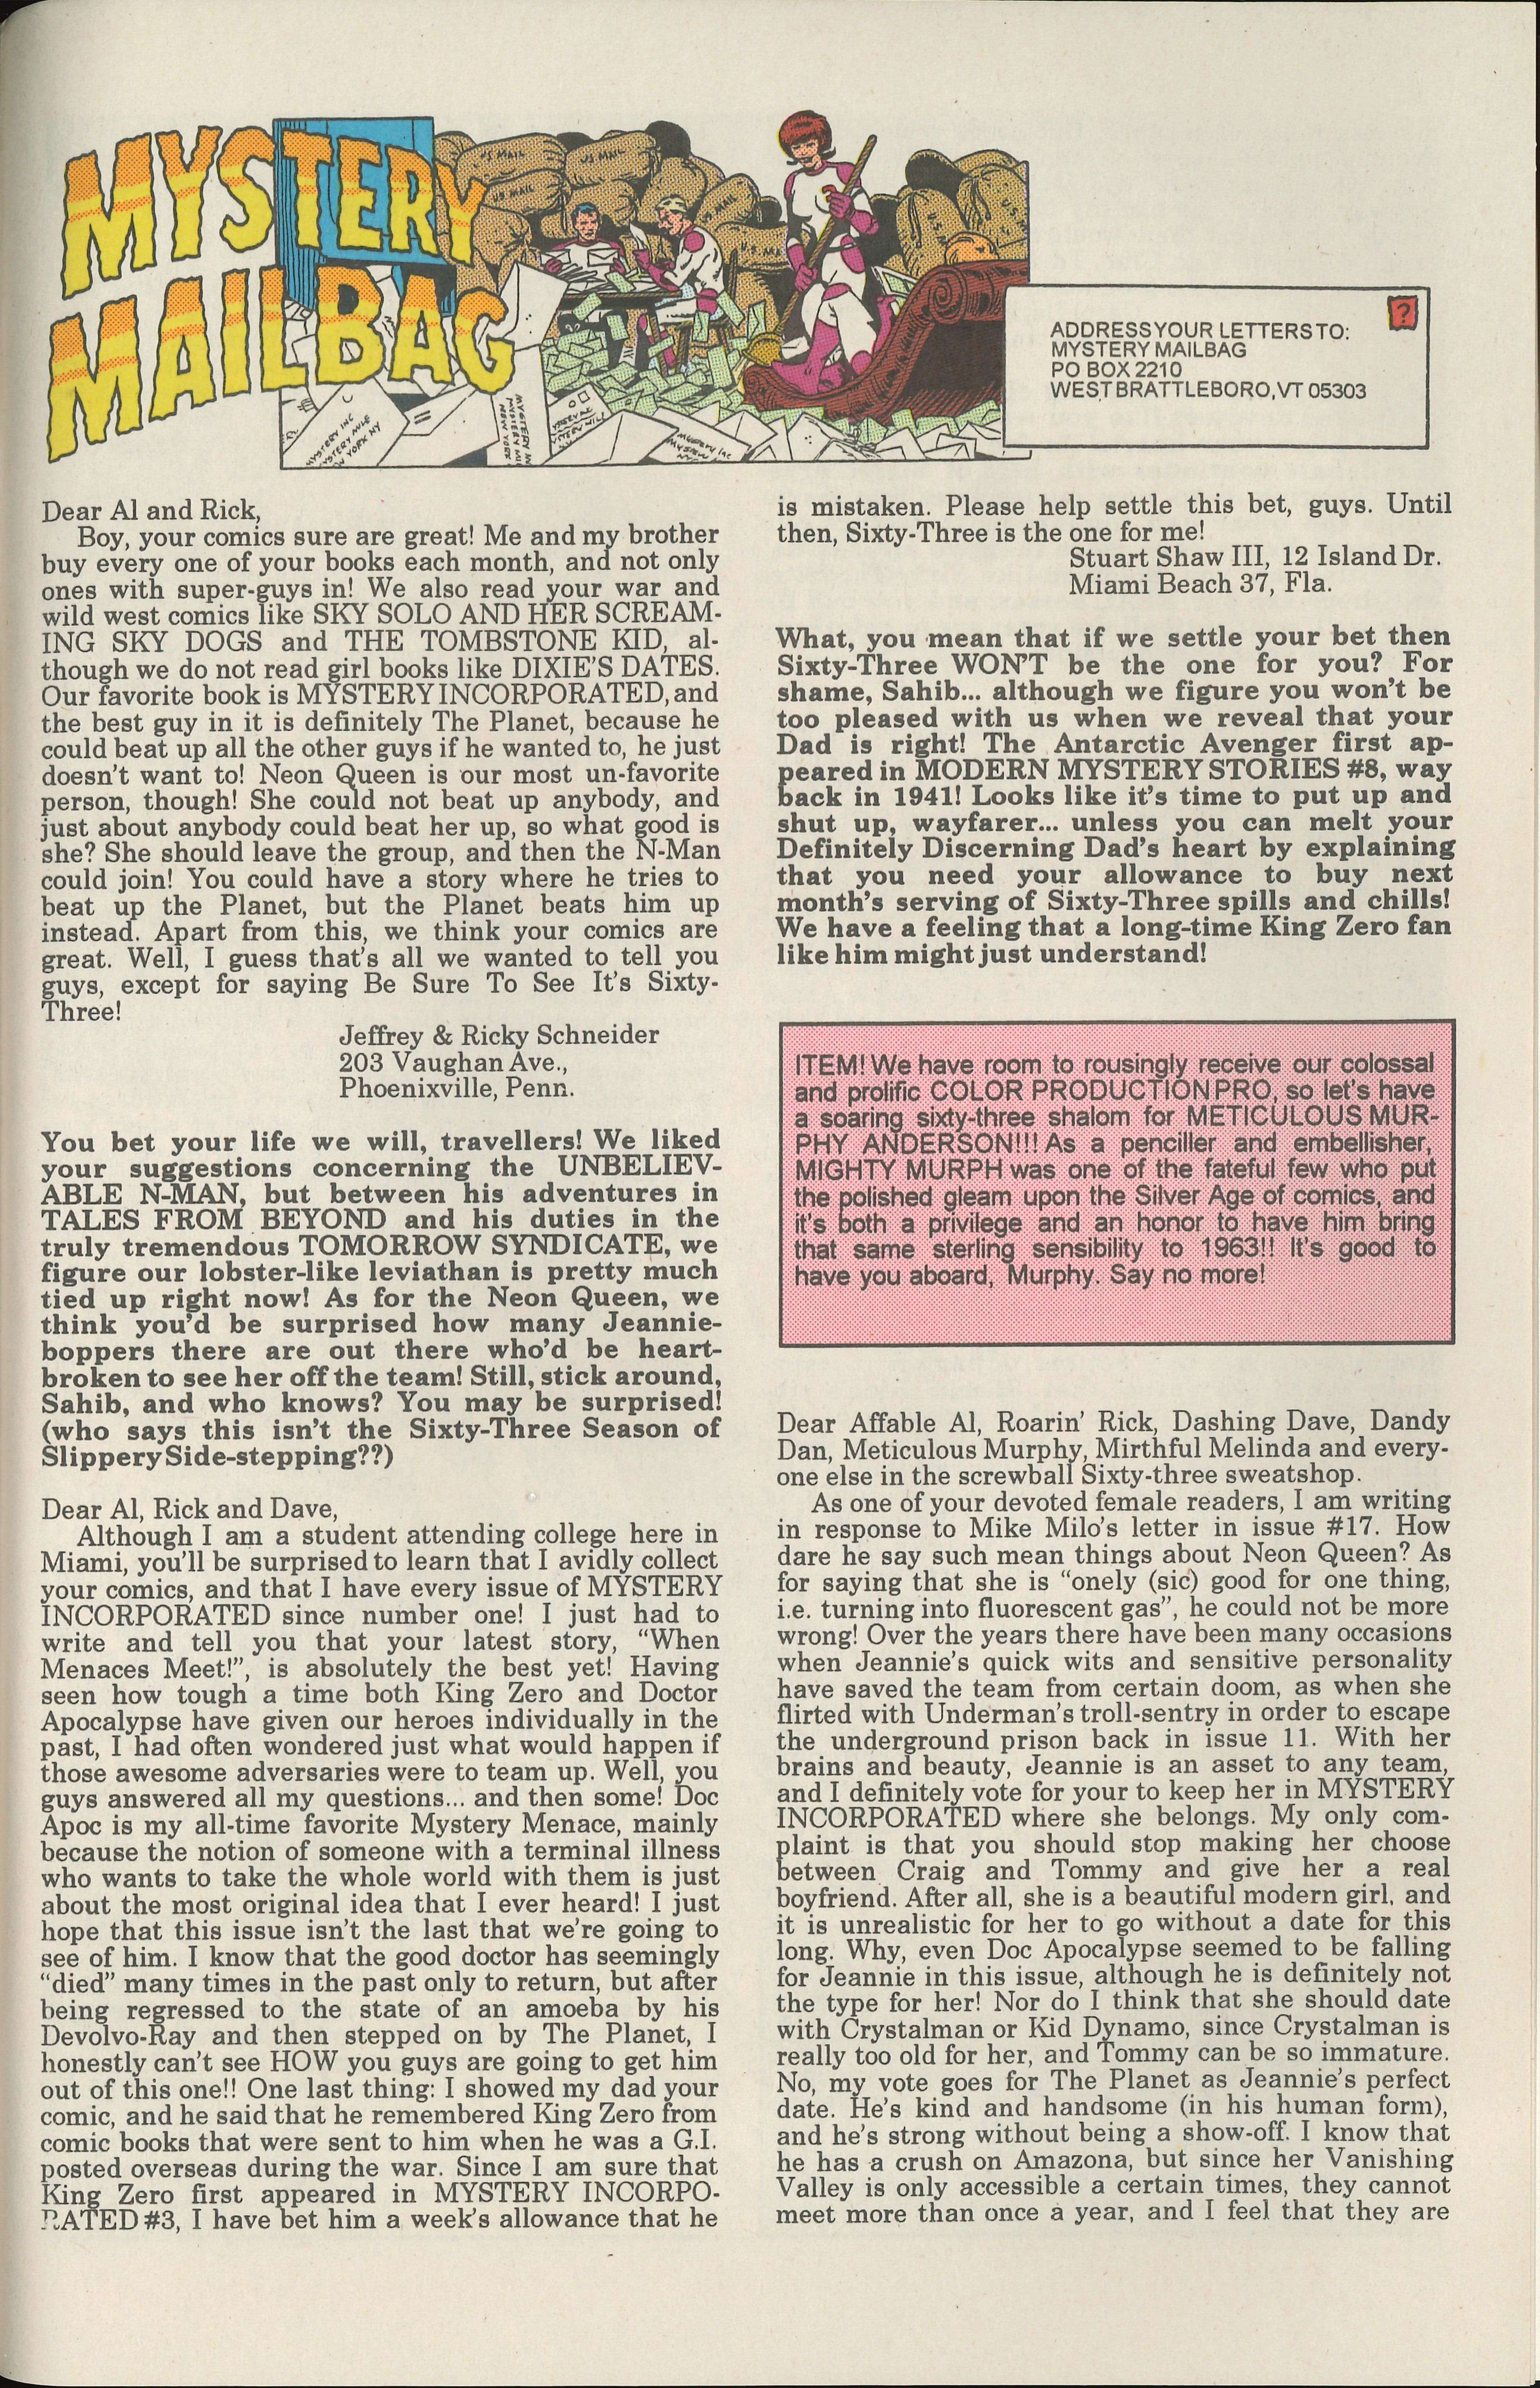 MYSTERY
MAILBAG
US MAIL
US MAIL
US MAIL
US MAIL
?
ADDRESS YOUR LETTERS TO:
MYSTERY MAILBAG
PO BOX 2210
WEST BRATTLEBORO, VT 05303
MYSTERY INC
MYSTERY MILE
NEW YORK NY
Dear Al and Rick,
Boy, your comics sure are great! Me and my brother
buy every one of your books each month, and not only
ones with super-guys in! We also read your war and
wild west comics like SKY SOLO AND HER SCREAM-
ING SKY DOGS and THE TOMBSTONE KID, al-
though we do not read girl books like DIXIE'S DATES.
Our favorite book is MYSTERY INCORPORATED, and
the best guy in it is definitely The Planet, because he
could beat up all the other guys if he wanted to, he just
doesn't want to! Neon Queen is our most un-favorite
person, though! She could not beat up anybody, and
just about anybody could beat her up, so what good is
she? She should leave the group, and then the N-Man
could join! You could have a story where he tries to
beat up the Planet, but the Planet beats him up
instead. Apart from this, we think your comics are
great. Well, I guess that's all we wanted to tell you
guys, except for saying Be Sure To See It's Sixty-
Three!
Jeffrey & Ricky Schneider
203 Vaughan Ave.,
Phoenixville, Penn.
You bet your life we will, travellers! We liked
your suggestions concerning the UNBELIEV-
ABLE N-MAN, but between his adventures in
TALES FROM BEYOND and his duties in the
truly tremendous TOMORROW SYNDICATE, we
figure our lobster-like leviathan is pretty much
tied up right now! As for the Neon Queen, we
think you'd be surprised how many Jeannie-
boppers there are out there who'd be heart-
broken to see her off the team! Still, stick around,
Sahib, and who knows? You may be surprised!
(who says this isn't the Sixty-Three Season of
Slippery Side-stepping??)
Dear Al, Rick and Dave,
Although I am a student attending college here in
Miami, you'll be surprised to learn that I avidly collect
your comics, and that I have every issue of MYSTERY
INCORPORATED since number one! I just had to
write and tell you that your latest story, "When
Menaces Meet!", is absolutely the best yet! Having
seen how tough a time both King Zero and Doctor
Apocalypse have given our heroes individually in the
past, I had often wondered just what would happen if
those awesome adversaries were to team up. Well, you
guys answered all my questions... and then some! Doc
Apoc is my all-time favorite Mystery Menace, mainly
because the notion of someone with a terminal illness
who wants to take the whole world with them is just
about the most original idea that I ever heard! I just
hope that this issue isn't the last that we're going to
see of him. I know that the good doctor has seemingly
"died" many times in the past only to return, but after
being regressed to the state of an amoeba by his
Devolvo-Ray and then stepped on by The Planet, I
honestly can't see HOW you guys are going to get him
out of this one!! One last thing: I showed my dad your
comic, and he said that he remembered King Zero from
comic books that were sent to him when he was a G.I.
posted overseas during the war. Since I am sure that
King Zero first appeared in MYSTERY INCORPO-
RATED #3, I have bet him a week's allowance that he
is mistaken. Please help settle this bet, guys. Until
then, Sixty-Three is the one for me!
Stuart Shaw III, 12 Island Dr.
Miami Beach 37, Fla.
What, you mean that if we settle your bet then
Sixty-Three WON'T be the one for you? For
shame, Sahib... although we figure you won't be
too pleased with us when we reveal that your
Dad is right! The Antarctic Avenger first ap-
peared in MODERN MYSTERY STORIES #8, way
back in 1941! Looks like it's time to put up and
shut up, wayfarer... unless you can melt your
Definitely Discerning Dad's heart by explaining
that you need your allowance to buy next
month's serving of Sixty-Three spills and chills!
We have a feeling that a long-time King Zero fan
like him might just understand!
ITEM! We have room to rousingly receive our colossal
and prolific COLOR PRODUCTION PRO, so let's have
a soaring sixty-three shalom for METICULOUS MUR-
PHY ANDERSON!!! As a penciller and embellisher,
MIGHTY MURPH was one of the fateful few who put
the polished gleam upon the Silver Age of comics, and
it's both a privilege and an honor to have him bring
that same sterling sensibility to 1963!! It's good to
have you aboard, Murphy. Say no more!
Dear Affable Al, Roarin' Rick, Dashing Dave, Dandy
Dan, Meticulous Murphy, Mirthful Melinda and every-
one else in the screwball Sixty-three sweatshop.
As one of your devoted female readers, I am writing
in response to Mike Milo's letter in issue #17. How
dare he say such mean things about Neon Queen? As
for saying that she is "onely (sic) good for one thing,
i.e. turning into fluorescent gas", he could not be more
wrong! Over the years there have been many occasions
when Jeannie's quick wits and sensitive personality
have saved the team from certain doom, as when she
flirted with Underman's troll-sentry in order to escape
the underground prison back in issue 11. With her
brains and beauty, Jeannie is an asset to any team,
and I definitely vote for your to keep her in MYSTERY
INCORPORATED where she belongs. My only com-
plaint is that you should stop making her choose
between Craig and Tommy and give her a real
boyfriend. After all, she is a beautiful modern girl, and
it is unrealistic for her to go without a date for this
long. Why, even Doc Apocalypse seemed to be falling
for Jeannie in this issue, although he is definitely not
the type for her! Nor do I think that she should date
with Crystalman or Kid Dynamo, since Crystalman is
really too old for her, and Tommy can be so immature.
No, my vote goes for The Planet as Jeannie's perfect
date. He's kind and handsome (in his human form),
and he's strong without being a show-off. I know that
he has a crush on Amazona, but since her Vanishing
Valley is only accessible a certain times, they cannot
meet more than once a year, and I feel that they are